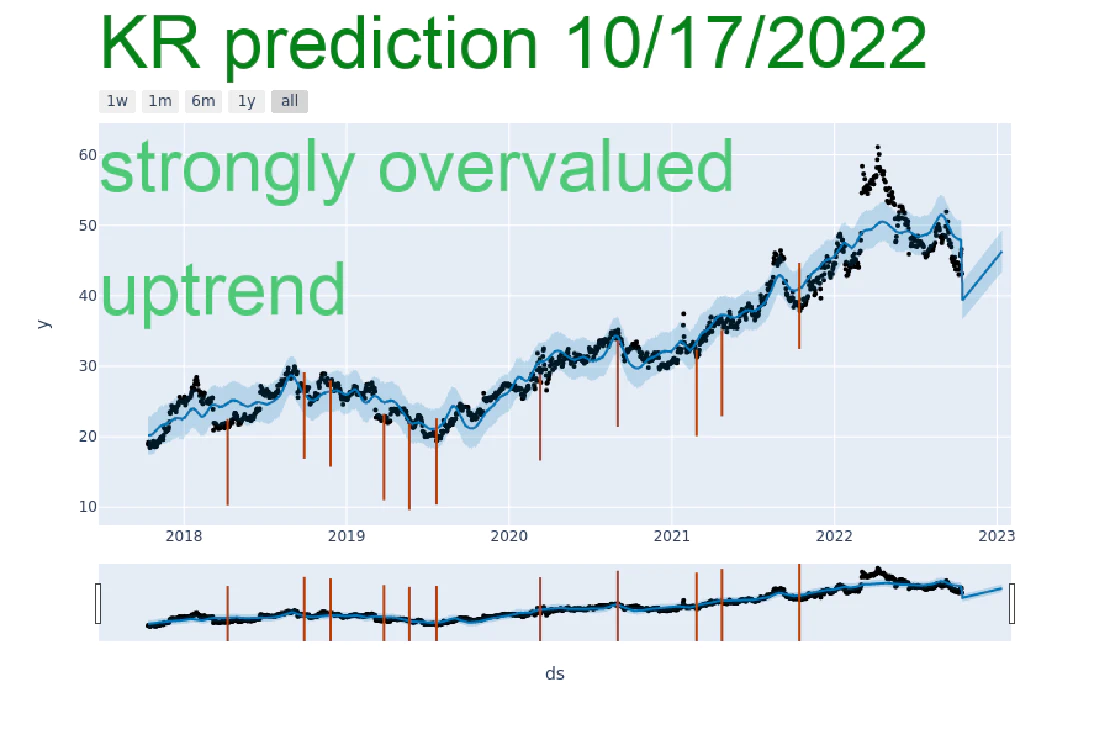 KR prediction 10/17/2022
1w 1m 6m 1y all
strongly overvalued
uptrend
60
50
40
30
20
10
y
2018 2019 2020 2021 2022 2023
ds